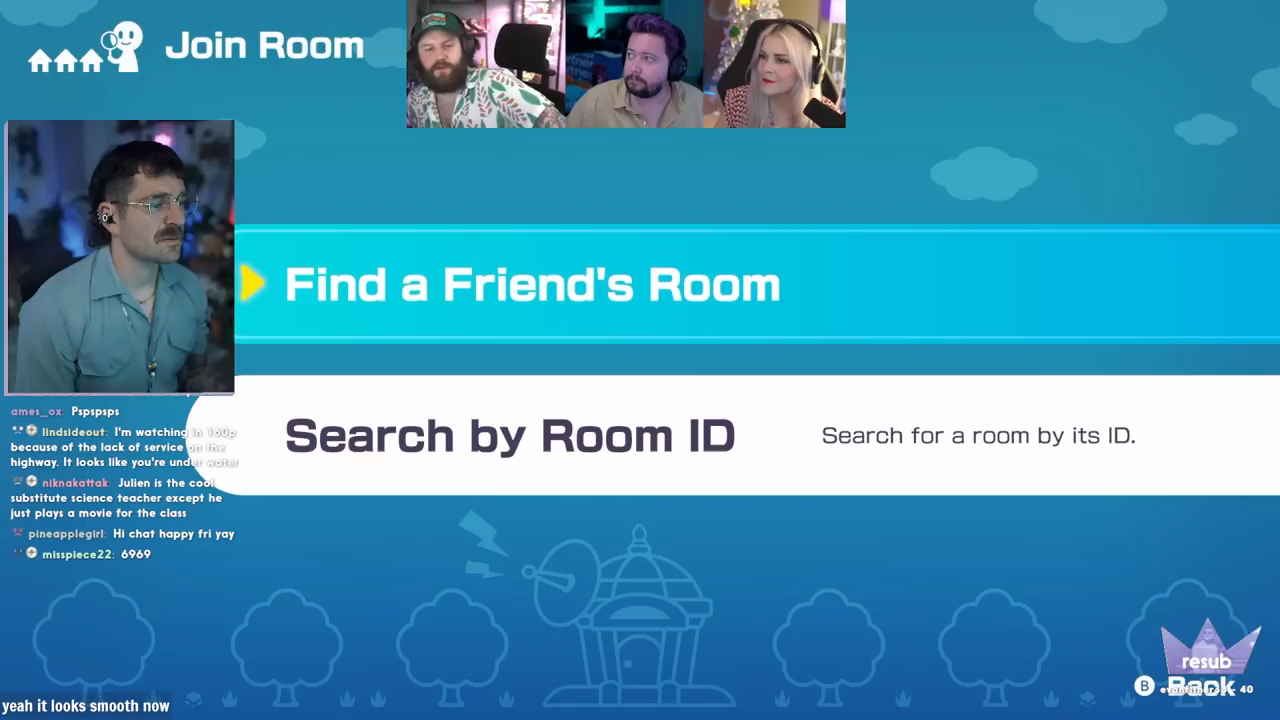 Join Room
Find a Friend's Room
Search by Room ID
Search for a room by its ID.
ames_ox: Pspspsps
lindsideout: I'm watching in 160p
because of the lack of service on the
highway. It looks like you're under water
niknakattak: Julien is the cool
substitute science teacher except he
just plays a movie for the class
pineapplegirl: Hi chat happy fri yay
misspiece22: 6969
resub
B Back
40
yeah it looks smooth now